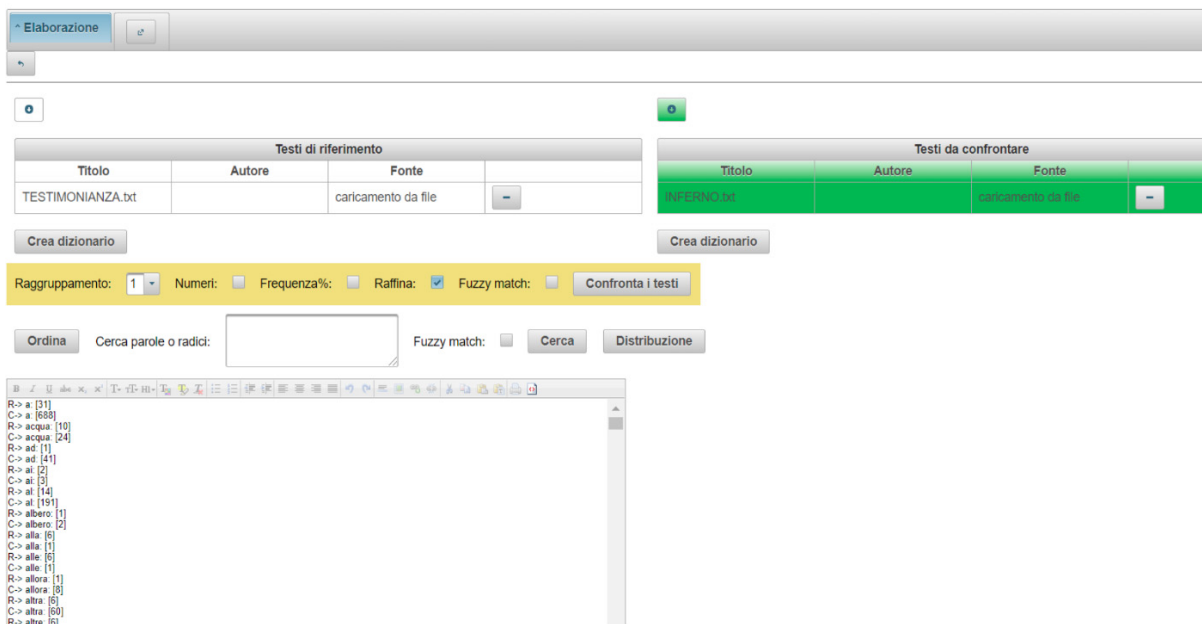 ^ Elaborazione
Testi di riferimento
Titolo Autore Fonte
TESTIMONIANZA.txt caricamento da file −
Crea dizionario
Testi da confrontare
Titolo Autore Fonte
INFERNO.txt caricamento da file −
Crea dizionario
Raggruppamento: 1 Numeri: Frequenza%: Raffina: Fuzzy match: Confronta i testi
Ordina Cerca parole o radici: Fuzzy match: Cerca Distribuzione
R-> a: [31]
C-> a: [688]
R-> acqua: [10]
C-> acqua: [24]
R-> ad: [1]
C-> ad: [41]
R-> ai: [2]
C-> ai: [3]
R-> al: [14]
C-> al: [191]
R-> albero: [1]
C-> albero: [2]
R-> alla: [6]
C-> alla: [1]
R-> alle: [6]
C-> alle: [1]
R-> allora: [1]
C-> allora: [8]
R-> altra: [6]
C-> altra: [60]
R-> altre: [6]